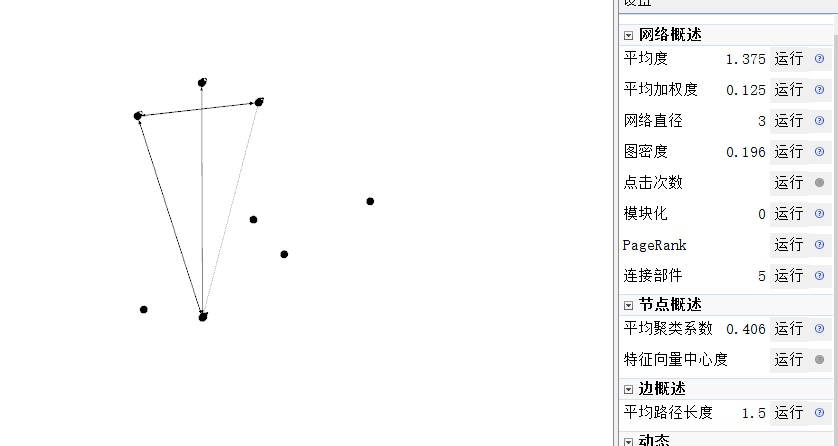 设置
网络概述
平均度 1.375 运行
平均加权度 0.125 运行
网络直径 3 运行
图密度 0.196 运行
点击次数 运行
模块化 0 运行
PageRank 运行
连接部件 5 运行
节点概述
平均聚类系数 0.406 运行
特征向量中心度 运行
边概述
平均路径长度 1.5 运行
动态